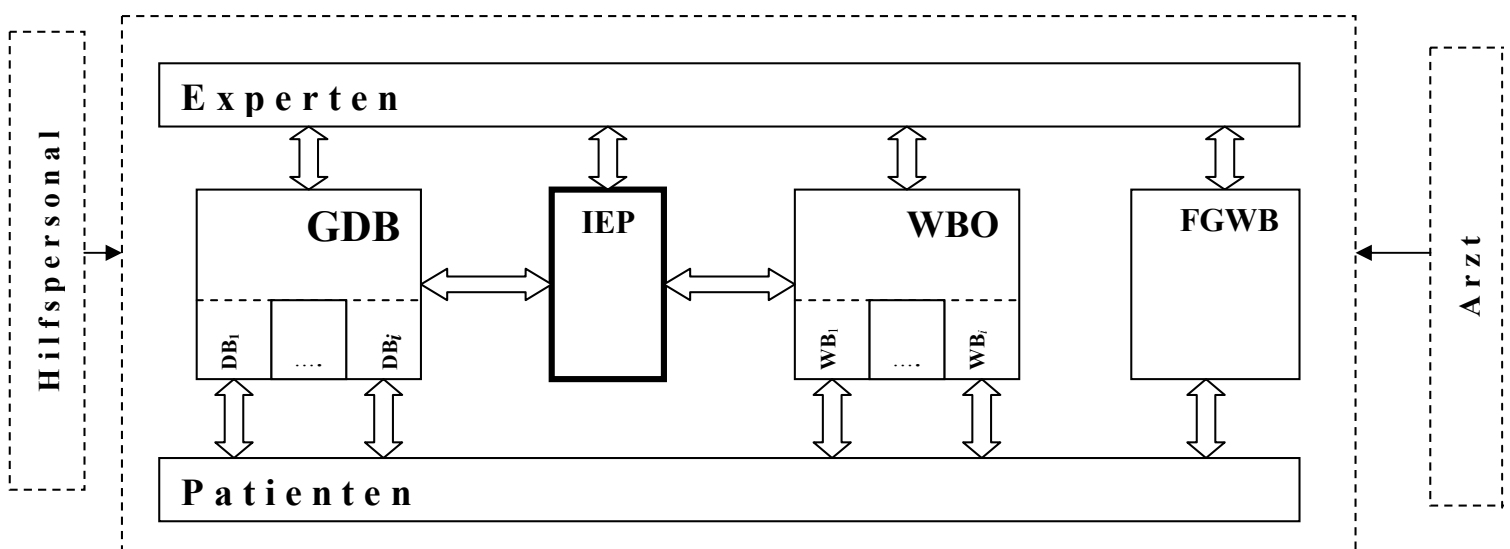 Hilfspersonal
Experten
GDB
IEP
WBO
FGWB
DB₁
....
DBᵢ
WB₁
....
WBᵢ
Patienten
Arzt